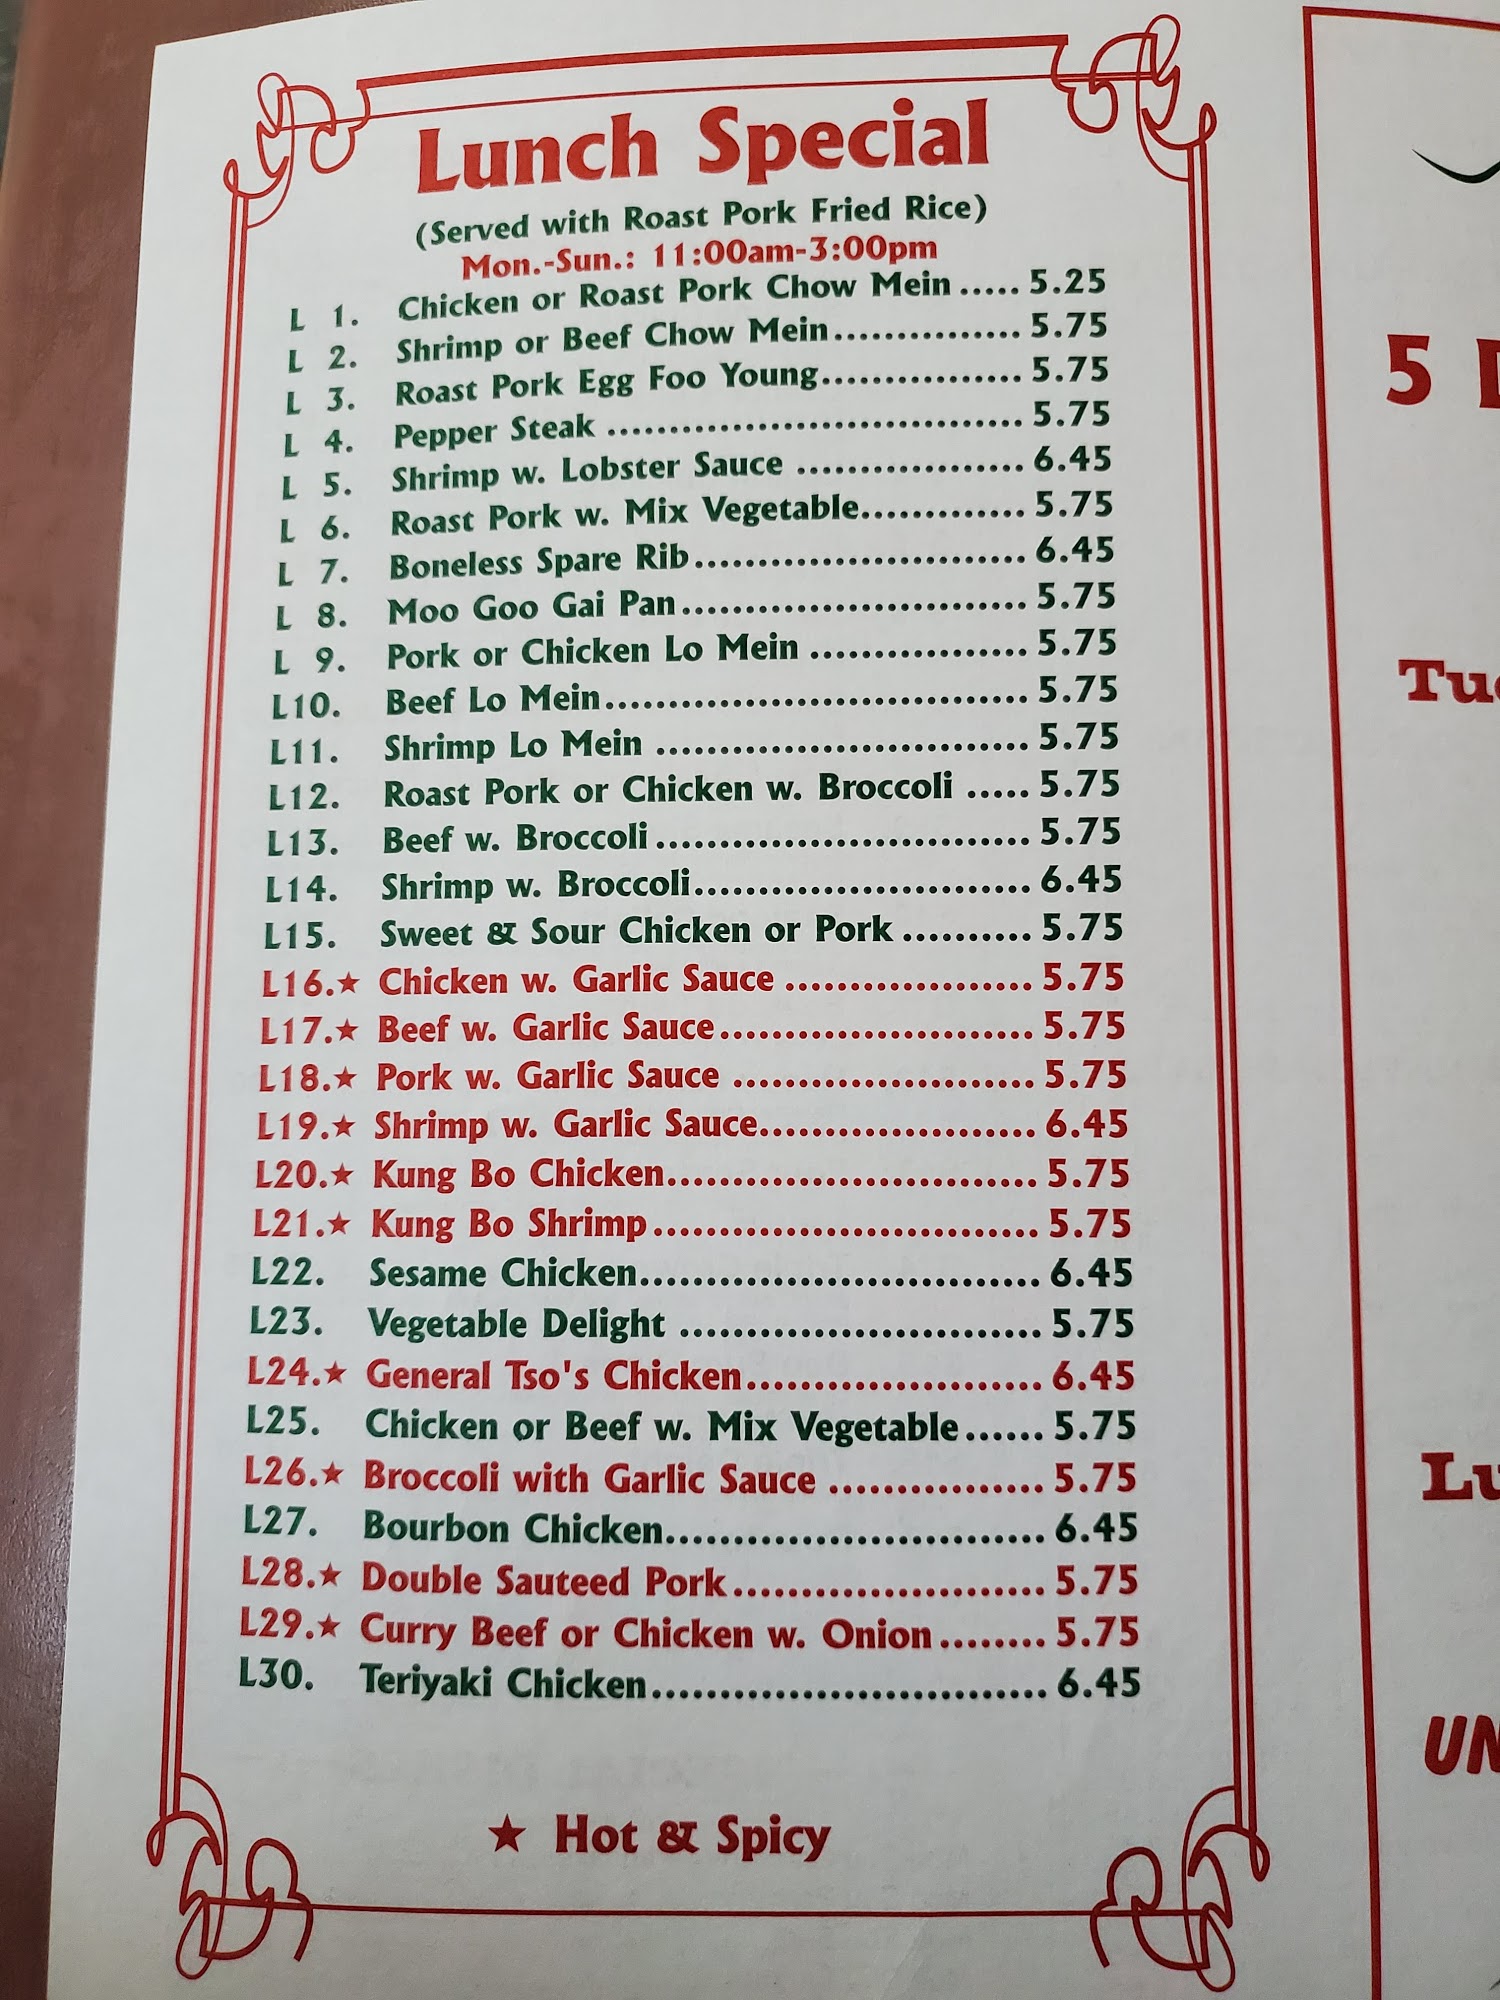 Lunch Special
(Served with Roast Pork Fried Rice)
Mon.-Sun.: 11:00am-3:00pm
L 1. Chicken or Roast Pork Chow Mein ..... 5.25
L 2. Shrimp or Beef Chow Mein............... 5.75
L 3. Roast Pork Egg Foo Young................ 5.75
L 4. Pepper Steak ................................. 5.75
L 5. Shrimp w. Lobster Sauce .................. 6.45
L 6. Roast Pork w. Mix Vegetable............. 5.75
L 7. Boneless Spare Rib.......................... 6.45
L 8. Moo Goo Gai Pan........................... 5.75
L 9. Pork or Chicken Lo Mein ................. 5.75
L10. Beef Lo Mein................................. 5.75
L11. Shrimp Lo Mein ............................ 5.75
L12. Roast Pork or Chicken w. Broccoli ..... 5.75
L13. Beef w. Broccoli ............................ 5.75
L14. Shrimp w. Broccoli......................... 6.45
L15. Sweet & Sour Chicken or Pork .......... 5.75
L16.★ Chicken w. Garlic Sauce ................... 5.75
L17.★ Beef w. Garlic Sauce........................ 5.75
L18.★ Pork w. Garlic Sauce ....................... 5.75
L19.★ Shrimp w. Garlic Sauce..................... 6.45
L20.★ Kung Bo Chicken............................ 5.75
L21.★ Kung Bo Shrimp............................. 5.75
L22. Sesame Chicken.............................. 6.45
L23. Vegetable Delight ........................... 5.75
L24.★ General Tso's Chicken...................... 6.45
L25. Chicken or Beef w. Mix Vegetable...... 5.75
L26.★ Broccoli with Garlic Sauce ................ 5.75
L27. Bourbon Chicken............................ 6.45
L28.★ Double Sauteed Pork....................... 5.75
L29.★ Curry Beef or Chicken w. Onion........ 5.75
L30. Teriyaki Chicken............................. 6.45
★ Hot & Spicy
5